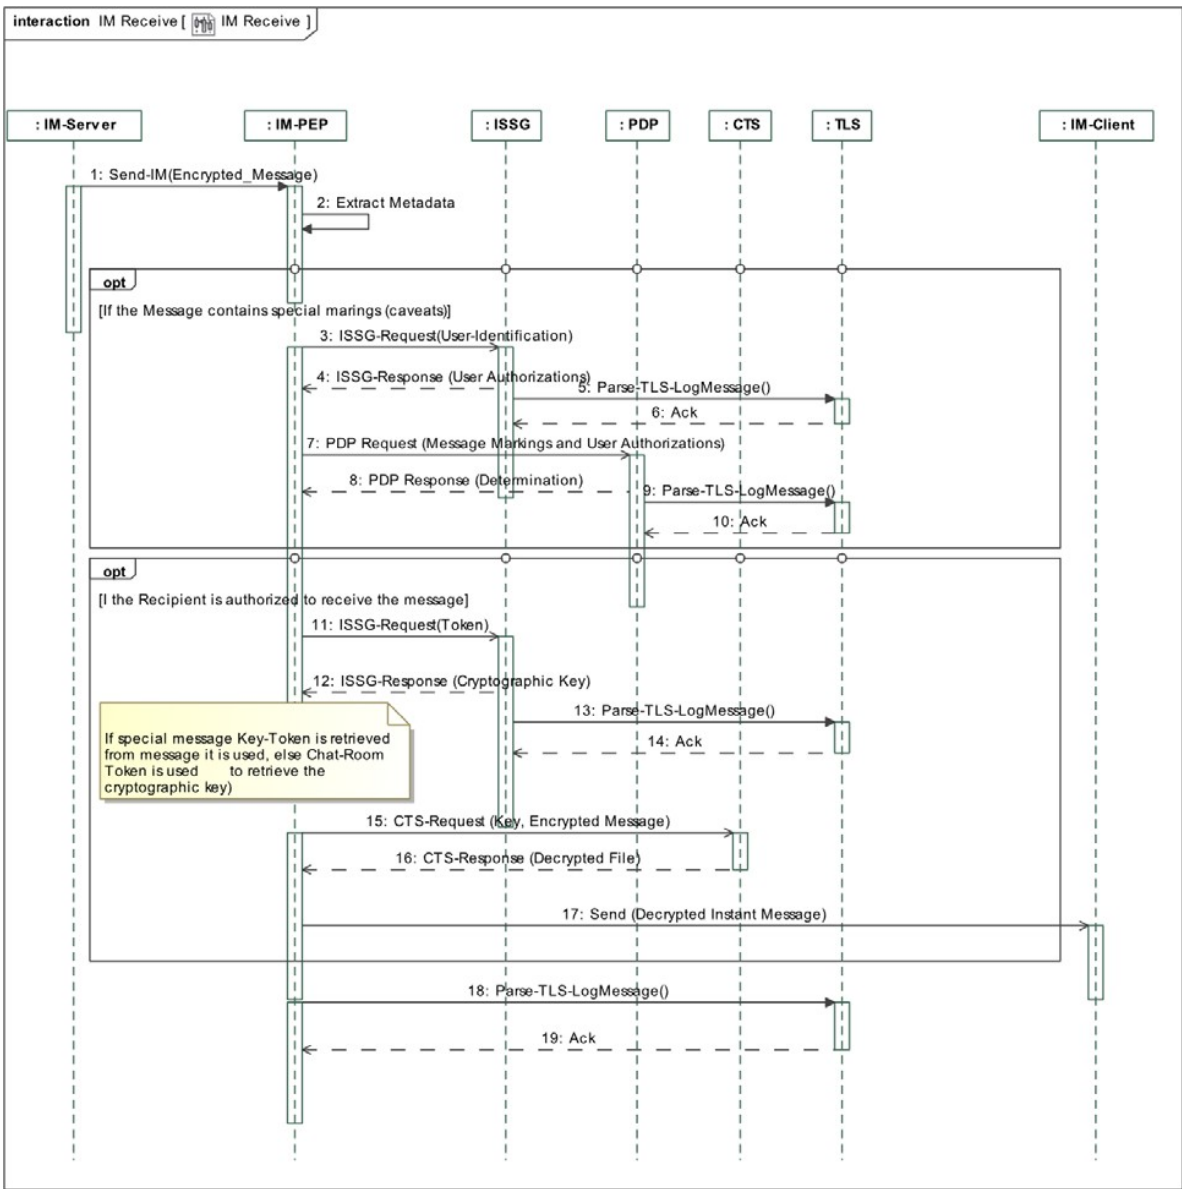 interaction IM Receive [ IM Receive ]
: IM-Server
: IM-PEP
: ISSG
: PDP
: CTS
: TLS
: IM-Client
1: Send-IM(Encrypted_Message)
2: Extract Metadata
opt
[If the Message contains special marings (caveats)]
3: ISSG-Request(User-Identification)
4: ISSG-Response (User Authorizations)
5: Parse-TLS-LogMessage()
6: Ack
7: PDP Request (Message Markings and User Authorizations)
8: PDP Response (Determination)
9: Parse-TLS-LogMessage()
10: Ack
opt
[I the Recipient is authorized to receive the message]
11: ISSG-Request(Token)
12: ISSG-Response (Cryptographic Key)
13: Parse-TLS-LogMessage()
14: Ack
If special message Key-Token is retrieved
from message it is used, else Chat-Room
Token is used to retrieve the
cryptographic key)
15: CTS-Request (Key, Encrypted Message)
16: CTS-Response (Decrypted File)
17: Send (Decrypted Instant Message)
18: Parse-TLS-LogMessage()
19: Ack